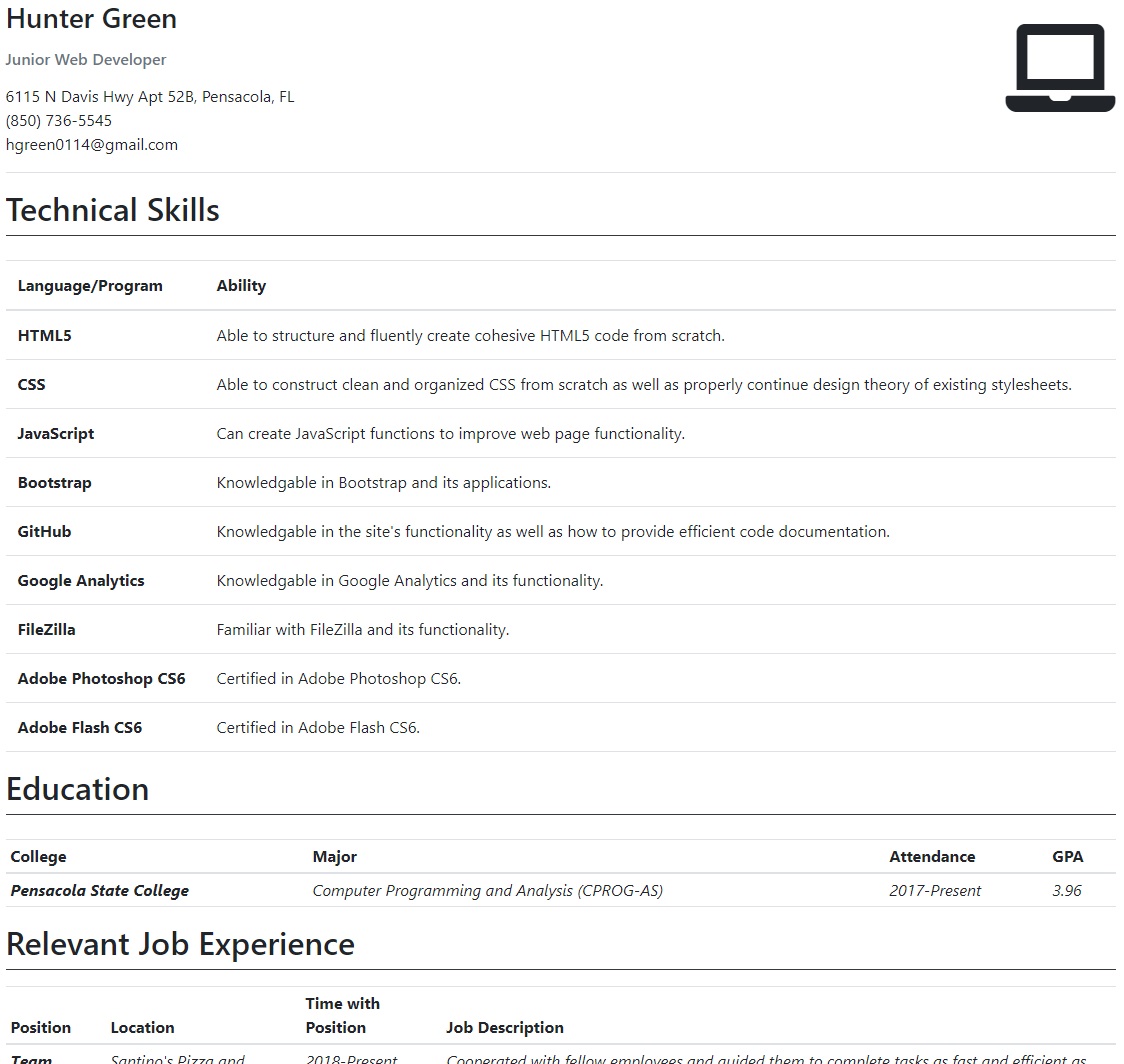 Hunter Green
Junior Web Developer
6115 N Davis Hwy Apt 52B, Pensacola, FL
(850) 736-5545
hgreen0114@gmail.com
Technical Skills
Language/Program Ability
HTML5 Able to structure and fluently create cohesive HTML5 code from scratch.
CSS Able to construct clean and organized CSS from scratch as well as properly continue design theory of existing stylesheets.
JavaScript Can create JavaScript functions to improve web page functionality.
Bootstrap Knowledgable in Bootstrap and its applications.
GitHub Knowledgable in the site's functionality as well as how to provide efficient code documentation.
Google Analytics Knowledgable in Google Analytics and its functionality.
FileZilla Familiar with FileZilla and its functionality.
Adobe Photoshop CS6 Certified in Adobe Photoshop CS6.
Adobe Flash CS6 Certified in Adobe Flash CS6.
Education
College Major Attendance GPA
Pensacola State College Computer Programming and Analysis (CPROG-AS) 2017-Present 3.96
Relevant Job Experience
Time with
Position Location Position Job Description
Team Santino's Pizza and 2018-Present Cooperated with fellow employees and guided them to complete tasks as fast and efficient as